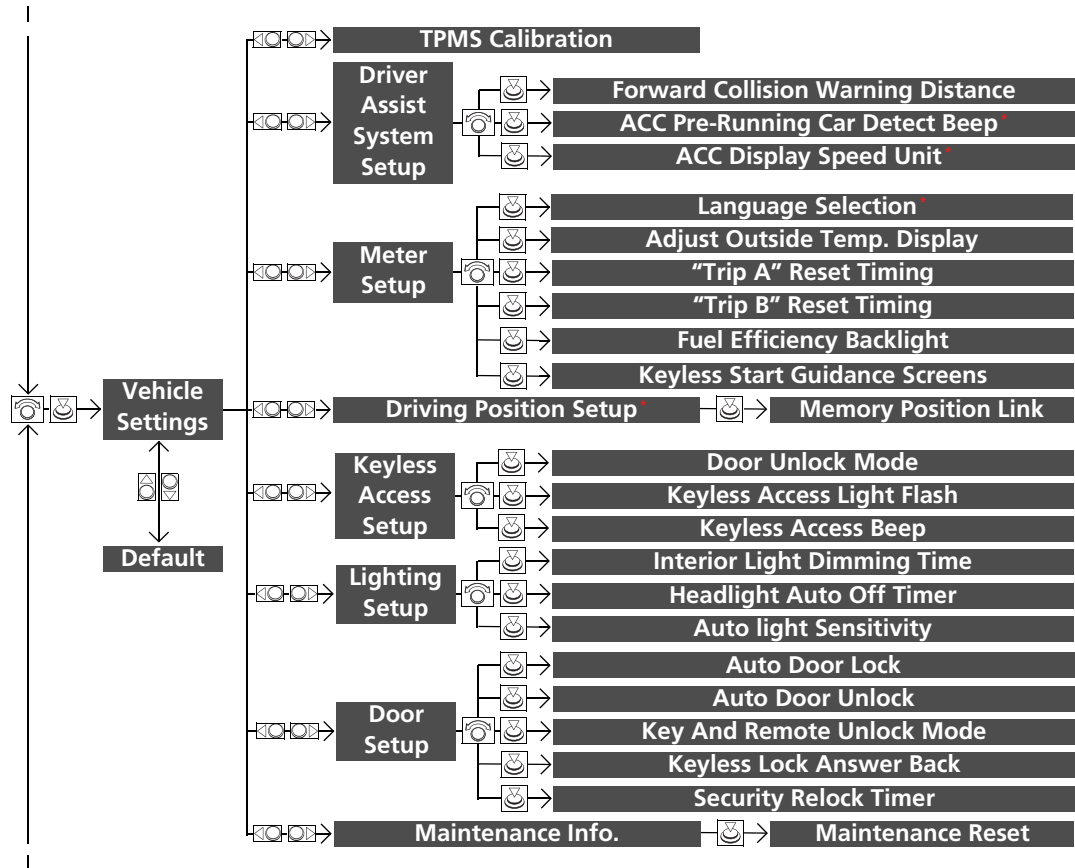 TPMS Calibration
Driver
Assist
System
Setup
Forward Collision Warning Distance
ACC Pre-Running Car Detect Beep*
ACC Display Speed Unit*
Meter
Setup
Language Selection*
Adjust Outside Temp. Display
“Trip A” Reset Timing
“Trip B” Reset Timing
Fuel Efficiency Backlight
Keyless Start Guidance Screens
Vehicle
Settings
Driving Position Setup*
Memory Position Link
Default
Keyless
Access
Setup
Door Unlock Mode
Keyless Access Light Flash
Keyless Access Beep
Lighting
Setup
Interior Light Dimming Time
Headlight Auto Off Timer
Auto light Sensitivity
Door
Setup
Auto Door Lock
Auto Door Unlock
Key And Remote Unlock Mode
Keyless Lock Answer Back
Security Relock Timer
Maintenance Info.
Maintenance Reset